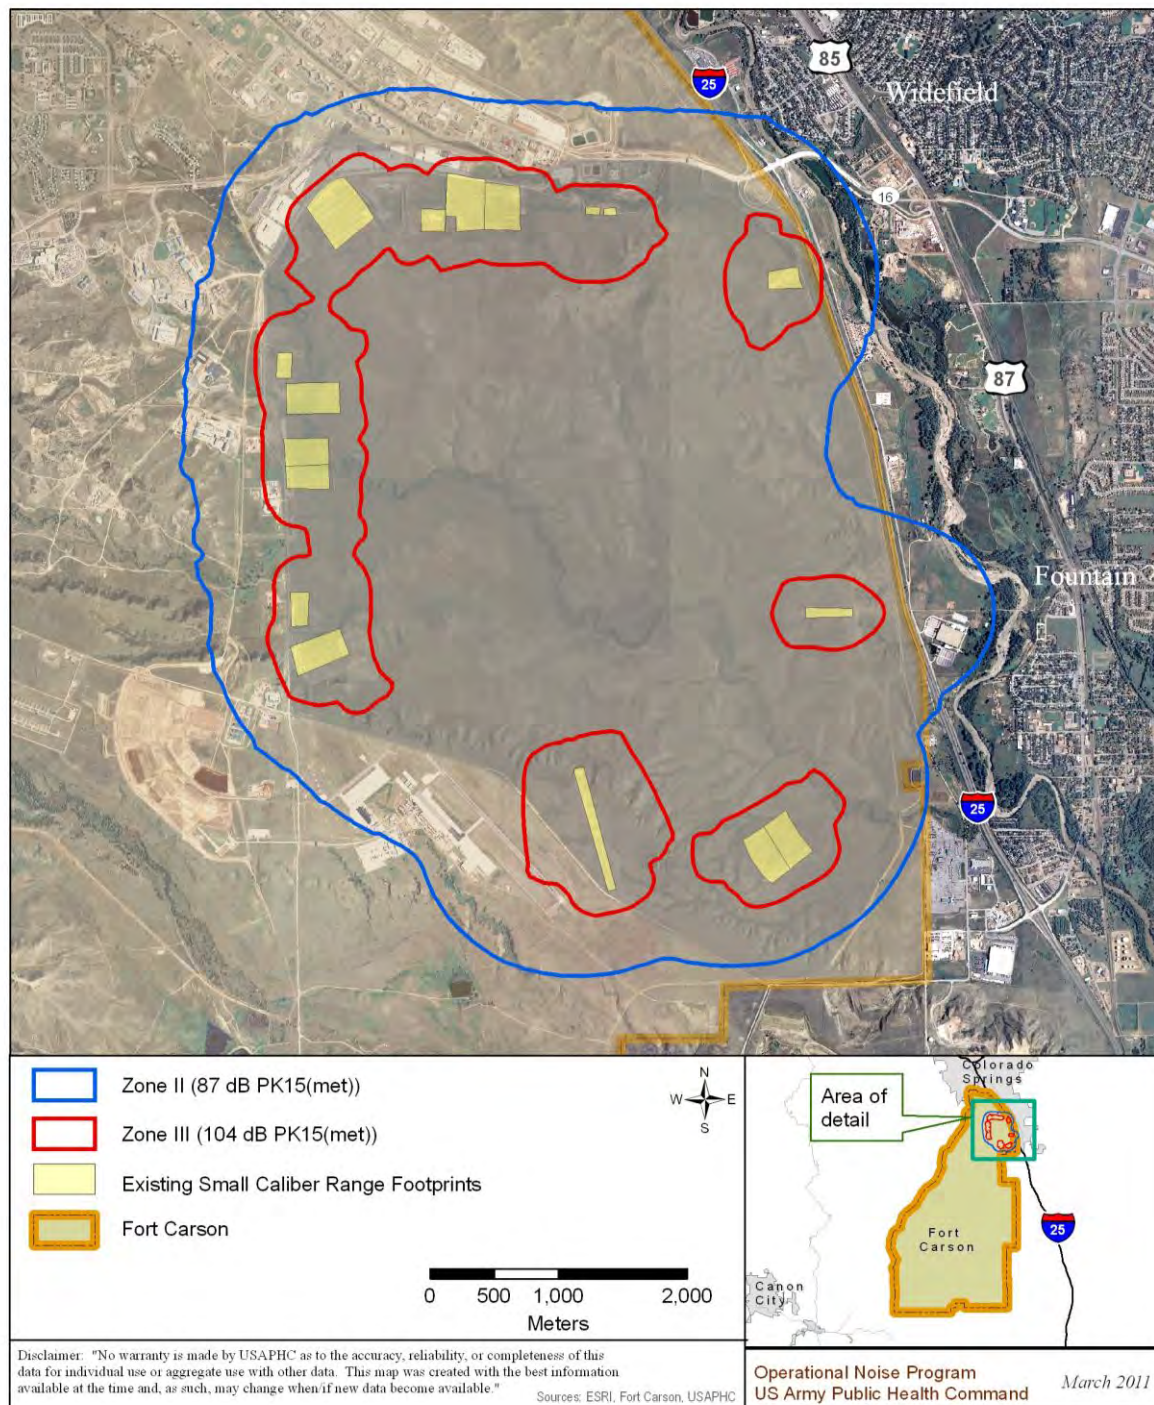 85
25
Widefield
16
87
Fountain
25
Zone II (87 dB PK15(met))
Zone III (104 dB PK15(met))
Existing Small Caliber Range Footprints
Fort Carson
N
W E
S
0 500 1,000 2,000
Meters
Colorado
Springs
Area of
detail
Fort
Carson
25
Canon
City
Disclaimer: "No warranty is made by USAPHC as to the accuracy, reliability, or completeness of this
data for individual use or aggregate use with other data. This map was created with the best information
available at the time and, as such, may change when/if new data become available."
Sources: ESRI, Fort Carson, USAPHC
Operational Noise Program
US Army Public Health Command
March 2011